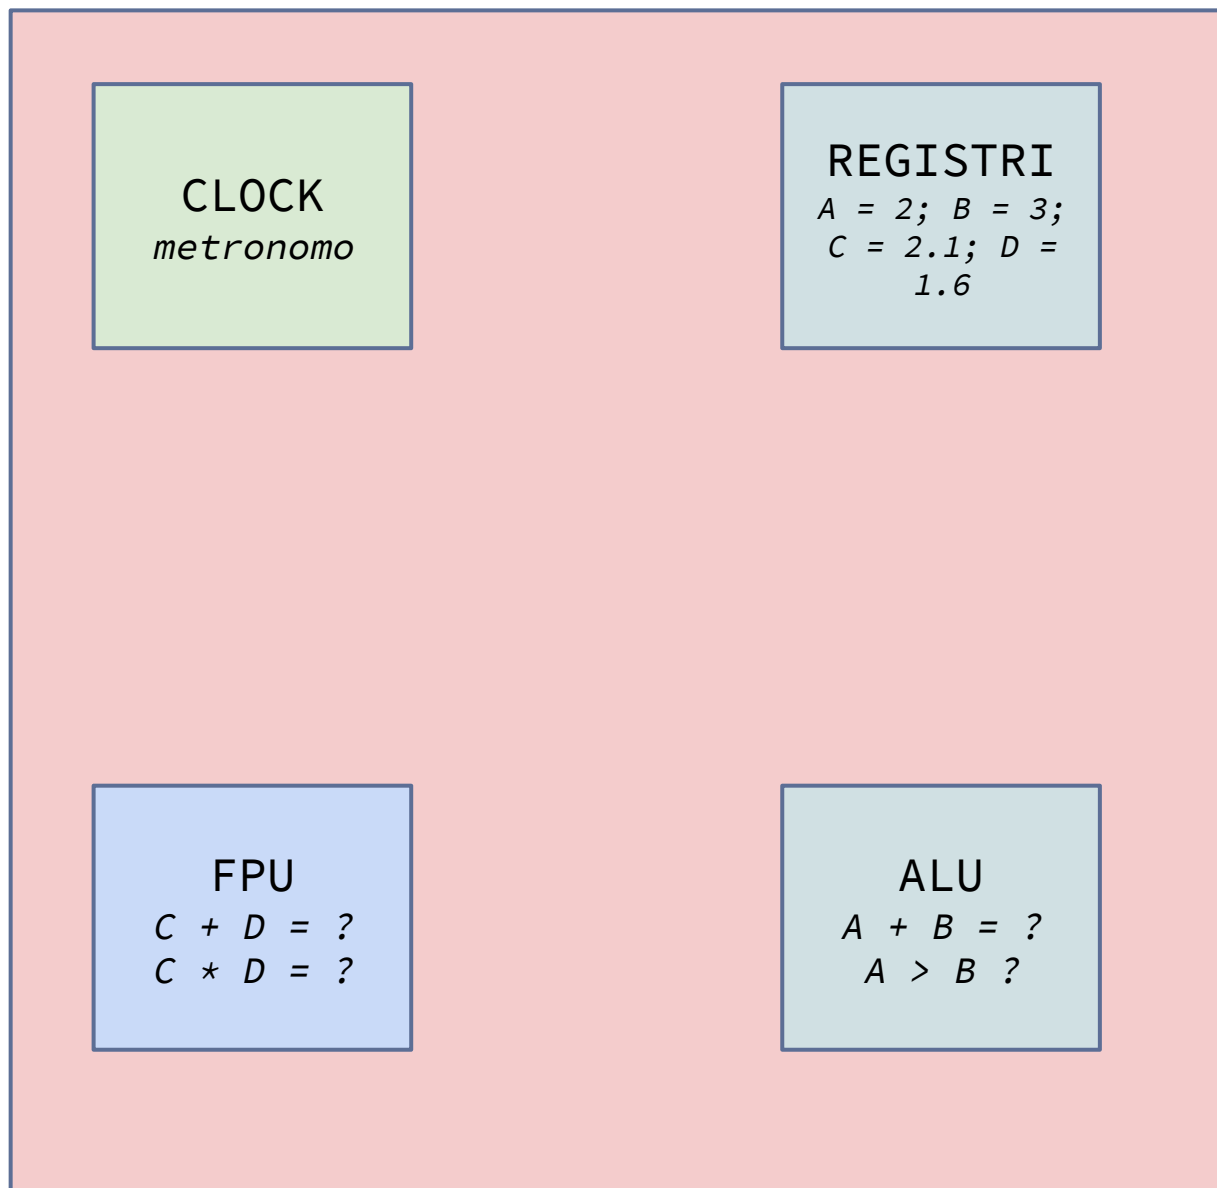 CLOCK
metronomo
REGISTRI
A = 2; B = 3;
C = 2.1; D =
1.6
FPU
C + D = ?
C * D = ?
ALU
A + B = ?
A > B ?